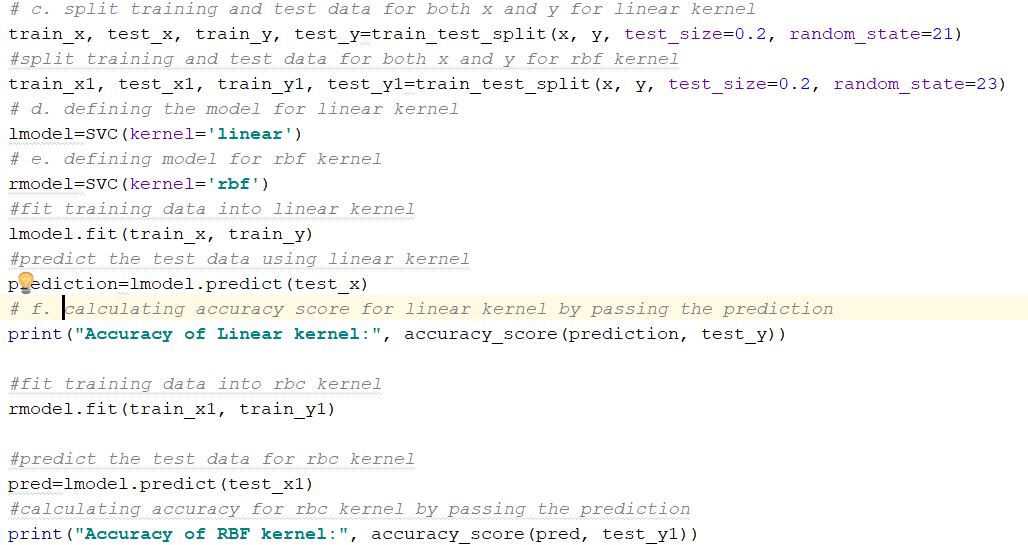 # c. split training and test data for both x and y for linear kernel
train_x, test_x, train_y, test_y=train_test_split(x, y, test_size=0.2, random_state=21)
#split training and test data for both x and y for rbf kernel
train_x1, test_x1, train_y1, test_y1=train_test_split(x, y, test_size=0.2, random_state=23)
# d. defining the model for linear kernel
lmodel=SVC(kernel='linear')
# e. defining model for rbf kernel
rmodel=SVC(kernel='rbf')
#fit training data into linear kernel
lmodel.fit(train_x, train_y)
#predict the test data using linear kernel
prediction=lmodel.predict(test_x)
# f. calculating accuracy score for linear kernel by passing the prediction
print("Accuracy of Linear kernel:", accuracy_score(prediction, test_y))
#fit training data into rbc kernel
rmodel.fit(train_x1, train_y1)
#predict the test data for rbc kernel
pred=lmodel.predict(test_x1)
#calculating accuracy for rbc kernel by passing the prediction
print("Accuracy of RBF kernel:", accuracy_score(pred, test_y1))